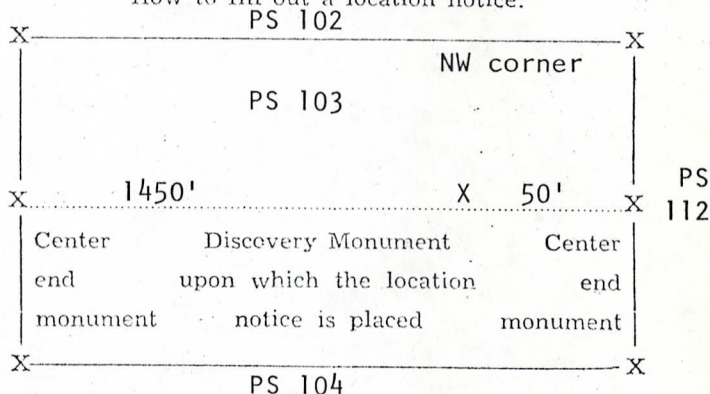 How to fill out a location notice.
PS 102
X X
NW corner
PS 103
X 1450' X 50' X PS
112
Center Discovery Monument Center
end upon which the location end
monument notice is placed monument
X X
PS 104